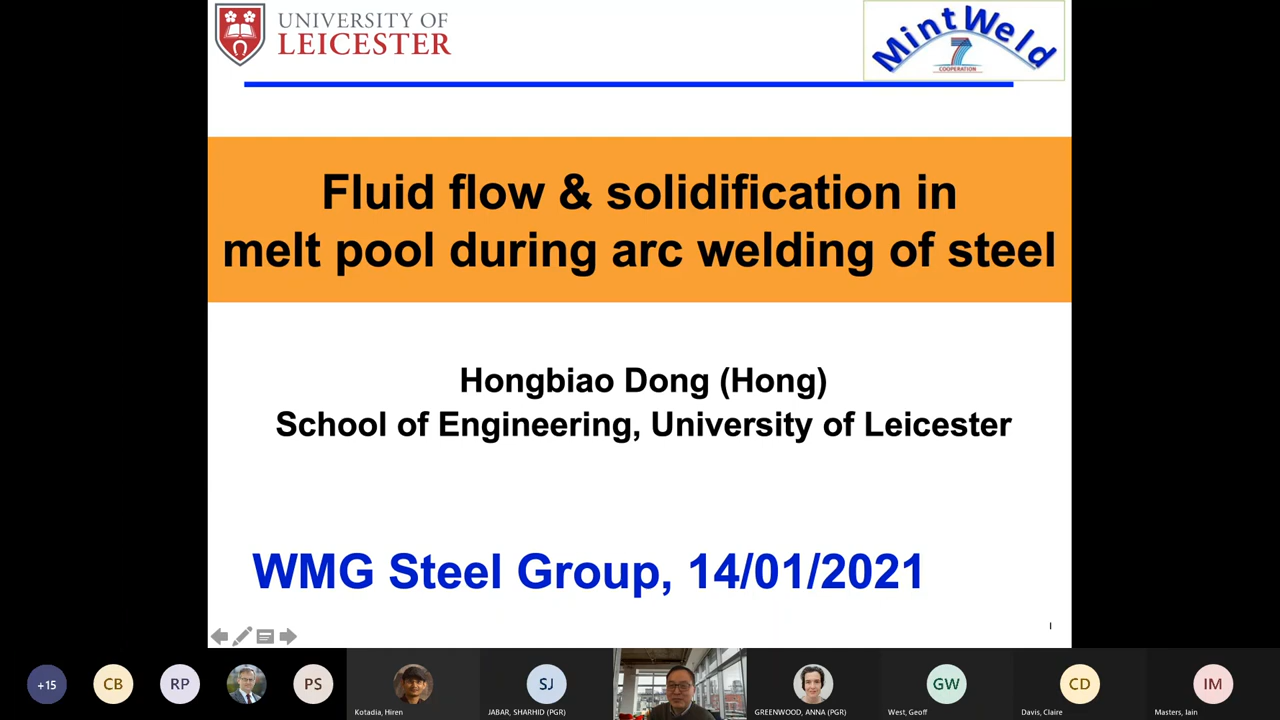 UNIVERSITY OF
LEICESTER
MintWeld
7
COOPERATION
Fluid flow & solidification in
melt pool during arc welding of steel
Hongbiao Dong (Hong)
School of Engineering, University of Leicester
WMG Steel Group, 14/01/2021
I
+15
CB
RP
PS
SJ
GW
CD
IM
Kotadia, Hiren
JABAR, SHARHID (PGR)
GREENWOOD, ANNA (PGR)
West, Geoff
Davis, Claire
Masters, Iain